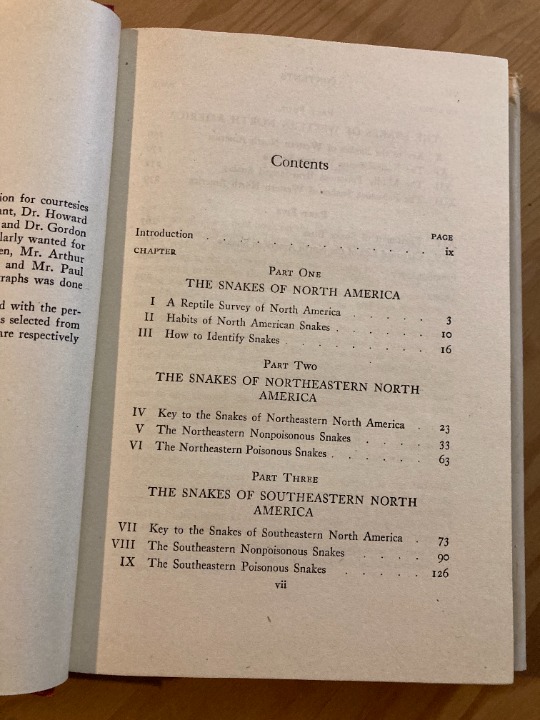 ion for courtesies
ant, Dr. Howard
and Dr. Gordon
larly wanted for
en, Mr. Arthur
and Mr. Paul
graphs was done
d with the per-
s selected from
are respectively
Contents
PAGE
Introduction . . . . . . . . . . . . ix
CHAPTER
Part One
THE SNAKES OF NORTH AMERICA
I A Reptile Survey of North America . . . . . 3
II Habits of North American Snakes . . . . . . 10
III How to Identify Snakes . . . . . . . . 16
Part Two
THE SNAKES OF NORTHEASTERN NORTH
AMERICA
IV Key to the Snakes of Northeastern North America . 23
V The Northeastern Nonpoisonous Snakes . . . . 33
VI The Northeastern Poisonous Snakes . . . . . 63
Part Three
THE SNAKES OF SOUTHEASTERN NORTH
AMERICA
VII Key to the Snakes of Southeastern North America . 73
VIII The Southeastern Nonpoisonous Snakes . . . . 90
IX The Southeastern Poisonous Snakes . . . . . 126
vii